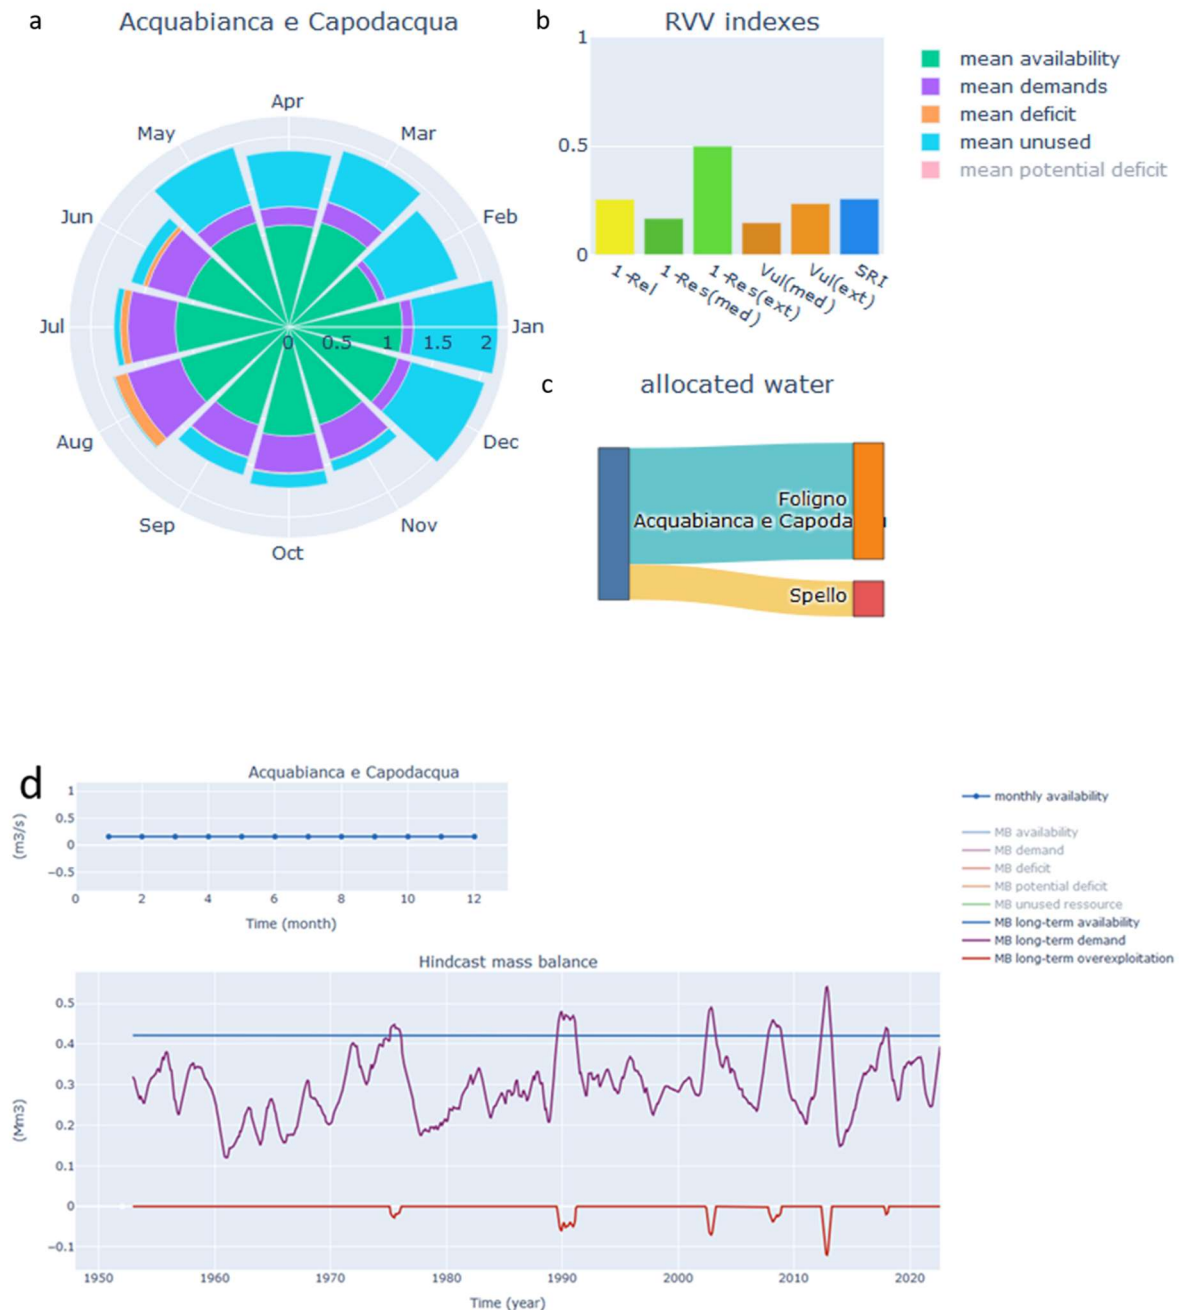 a
Acquabianca e Capodacqua
Apr
May
Mar
Jun
Feb
Jul
Jan
0 0.5 1 1.5 2
Aug
Dec
Sep
Nov
Oct
b
RVV indexes
1
0.5
0
1-Rel
1-Res(med)
1-Res(ext)
Vul(med)
Vul(ext)
SRI
mean availability
mean demands
mean deficit
mean unused
mean potential deficit
c
allocated water
Foligno
Acquabianca e Capoda
Spello
d
Acquabianca e Capodacqua
(m3/s)
1
0.5
0
−0.5
0 2 4 6 8 10 12
Time (month)
monthly availability
MB availability
MB demand
MB deficit
MB potential deficit
MB unused ressource
MB long-term availability
MB long-term demand
MB long-term overexploitation
Hindcast mass balance
(Mm3)
0.5
0.4
0.3
0.2
0.1
0
−0.1
1950 1960 1970 1980 1990 2000 2010 2020
Time (year)